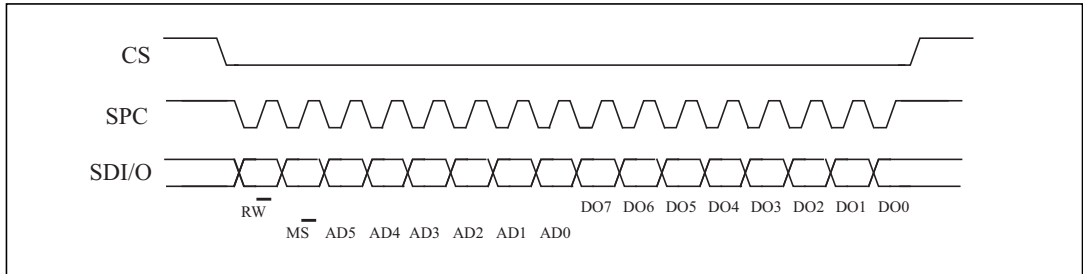 CS
SPC
SDI/O
RW̅ DO7 DO6 DO5 DO4 DO3 DO2 DO1 DO0
MS̅ AD5 AD4 AD3 AD2 AD1 AD0